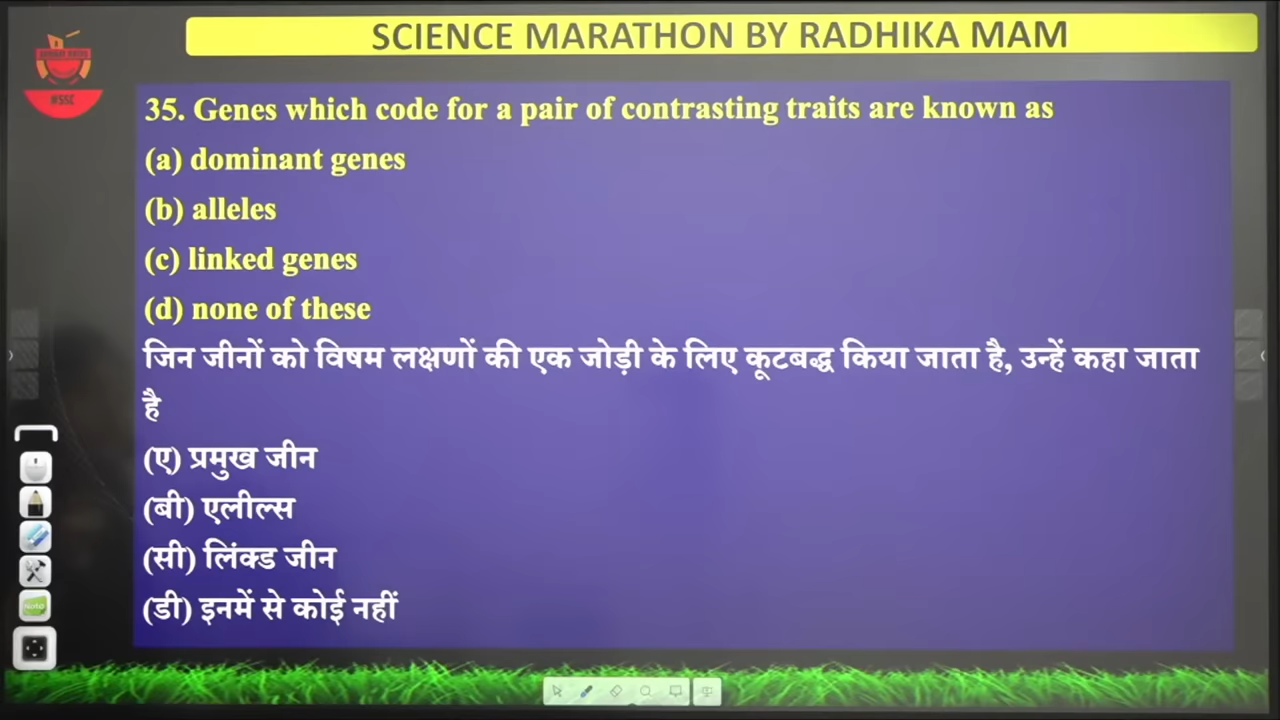 SCIENCE MARATHON BY RADHIKA MAM
35. Genes which code for a pair of contrasting traits are known as
(a) dominant genes
(b) alleles
(c) linked genes
(d) none of these
जिन जीनों को विषम लक्षणों की एक जोड़ी के लिए कूटबद्ध किया जाता है, उन्हें कहा जाता
है
(ए) प्रमुख जीन
(बी) एलील्स
(सी) लिंक्ड जीन
(डी) इनमें से कोई नहीं